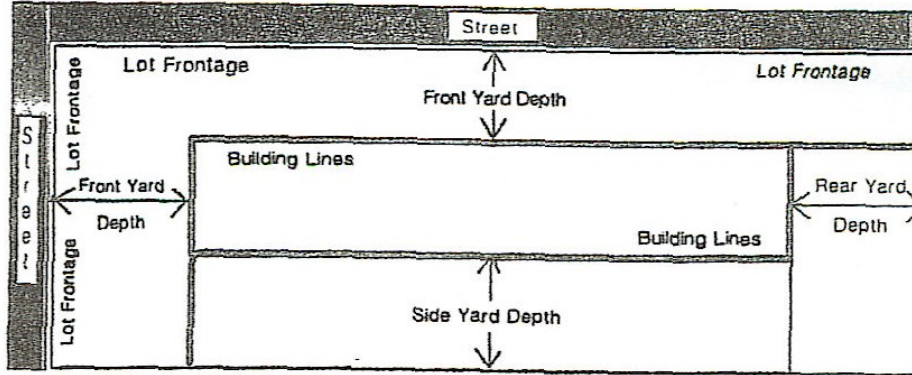 Street
Lot Frontage
Lot Frontage
Lot Frontage
Front Yard Depth
Street
Building Lines
Front Yard
Depth
Rear Yard
Depth
Building Lines
Lot Frontage
Side Yard Depth